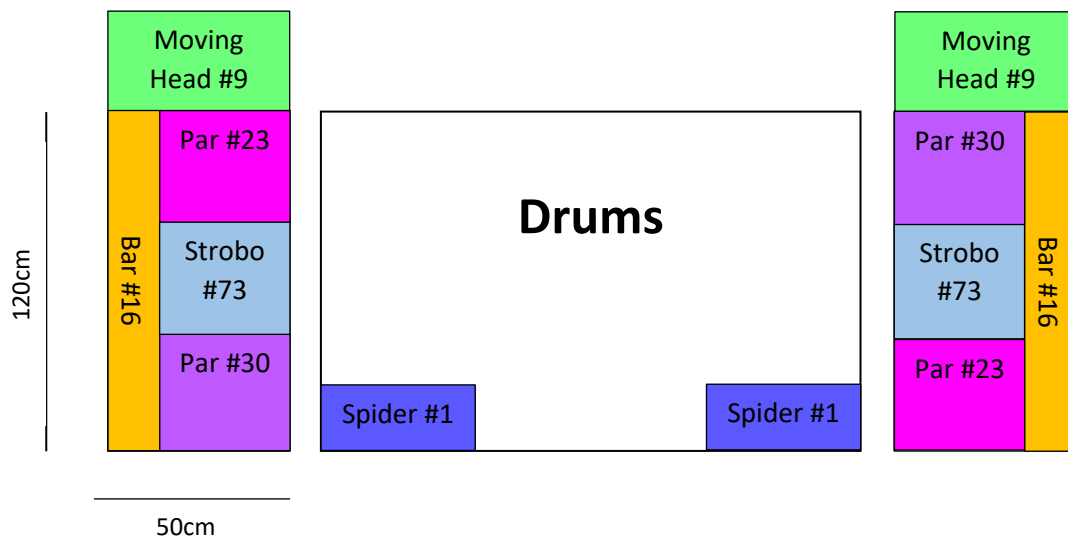 Moving
Head #9
Par #23
Strobo
#73
Par #30
Bar #16
120cm
50cm
Drums
Spider #1
Spider #1
Moving
Head #9
Par #30
Strobo
#73
Par #23
Bar #16